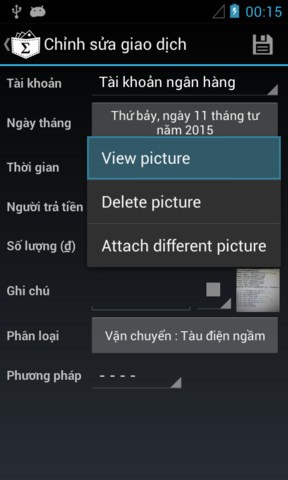 00:15
Chỉnh sửa giao dịch
Tài khoản
Tài khoản ngân hàng
Ngày tháng
Thứ bảy, ngày 11 tháng tư
năm 2015
View picture
Thời gian
Delete picture
Người trả tiền
Attach different picture
Số lượng (₫)
Ghi chú
Phân loại
Vận chuyển : Tàu điện ngầm
Phương pháp
- - - -